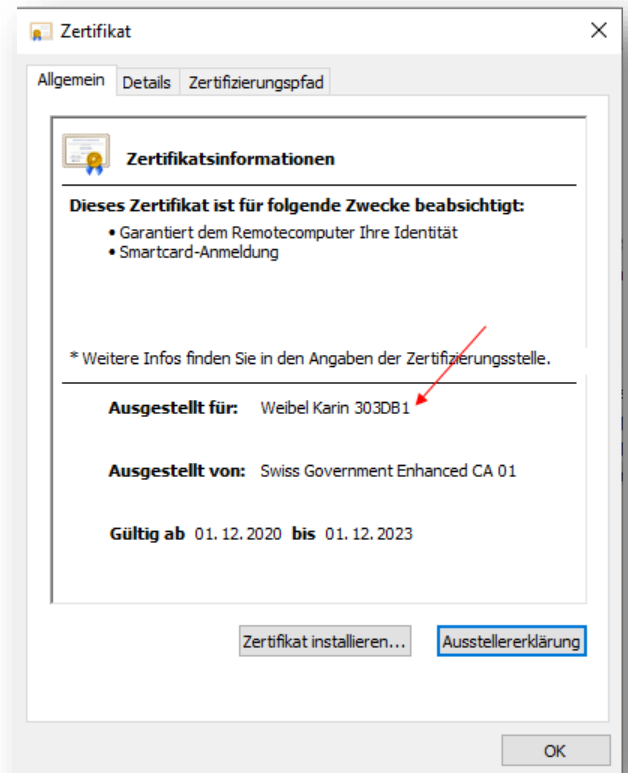 Zertifikat
Allgemein Details Zertifizierungspfad
Zertifikatsinformationen
Dieses Zertifikat ist für folgende Zwecke beabsichtigt:
• Garantiert dem Remotecomputer Ihre Identität
• Smartcard-Anmeldung
* Weitere Infos finden Sie in den Angaben der Zertifizierungsstelle.
Ausgestellt für: Weibel Karin 303DB1
Ausgestellt von: Swiss Government Enhanced CA 01
Gültig ab 01.12.2020 bis 01.12.2023
Zertifikat installieren... Ausstellererklärung
OK